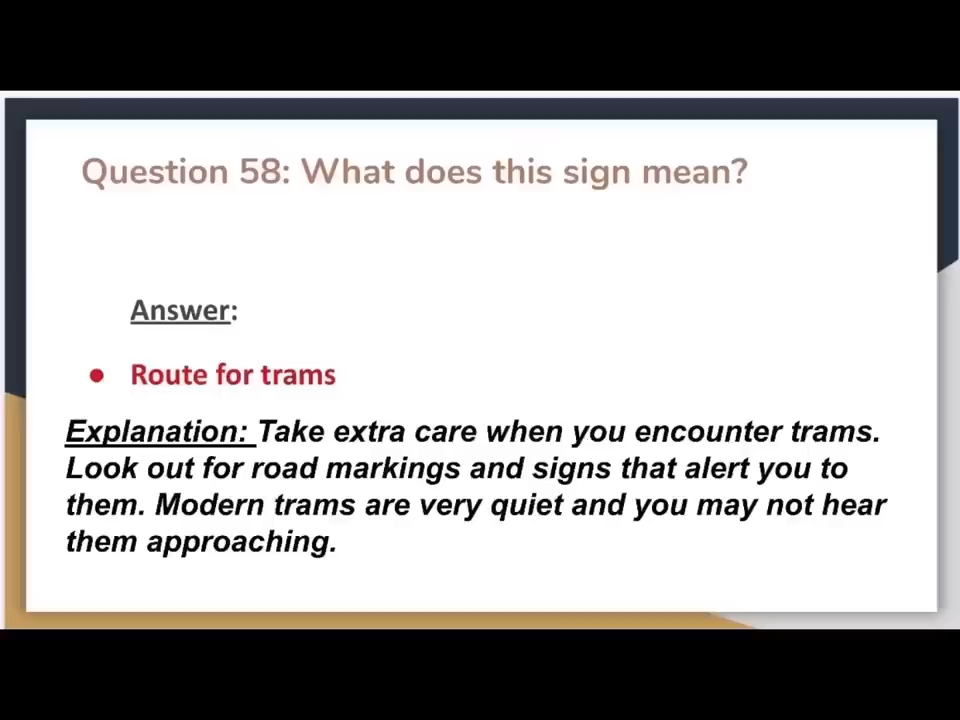 Question 58: What does this sign mean?
Answer:
● Route for trams
Explanation: Take extra care when you encounter trams.
Look out for road markings and signs that alert you to
them. Modern trams are very quiet and you may not hear
them approaching.